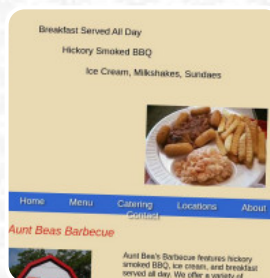 Breakfast Served All Day
Hickory Smoked BBQ
Ice Cream, Milkshakes, Sundaes
Home Menu Catering Locations About
Contact
Aunt Beas Barbecue
Aunt Bea's Barbecue features hickory
smoked BBQ, ice cream, and breakfast
served all day. We offer a variety of